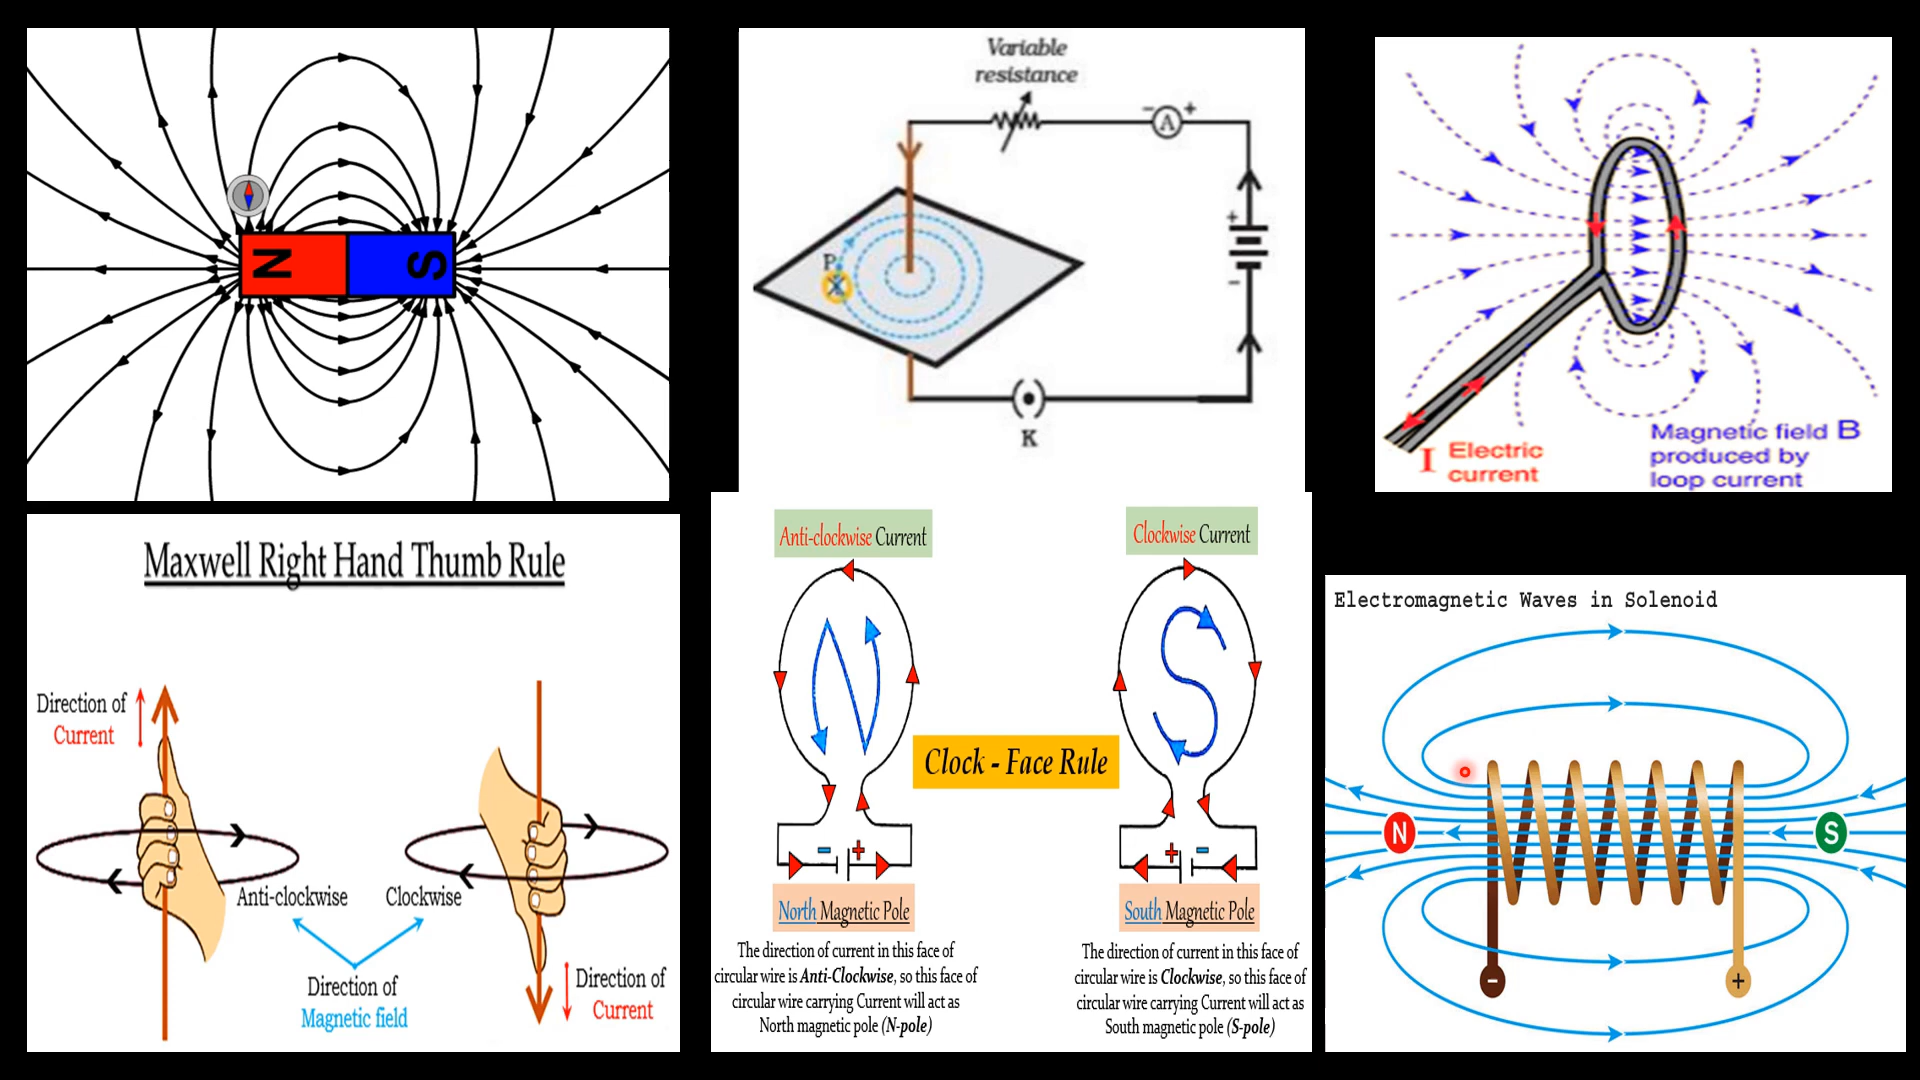 N
S
Variable
resistance
−
A
+
P
X
+
−
K
I Electric
current
Magnetic field B
produced by
loop current
Maxwell Right Hand Thumb Rule
Direction of
Current
Anti-clockwise
Clockwise
Direction of
Magnetic field
Direction of
Current
Anti-clockwise Current
Clockwise Current
N
S
Clock - Face Rule
− +
+ −
North Magnetic Pole
The direction of current in this face of
circular wire is Anti-Clockwise, so this face of
circular wire carrying Current will act as
North magnetic pole (N-pole)
South Magnetic Pole
The direction of current in this face of
circular wire is Clockwise, so this face of
circular wire carrying Current will act as
South magnetic pole (S-pole)
Electromagnetic Waves in Solenoid
N
S
−
+